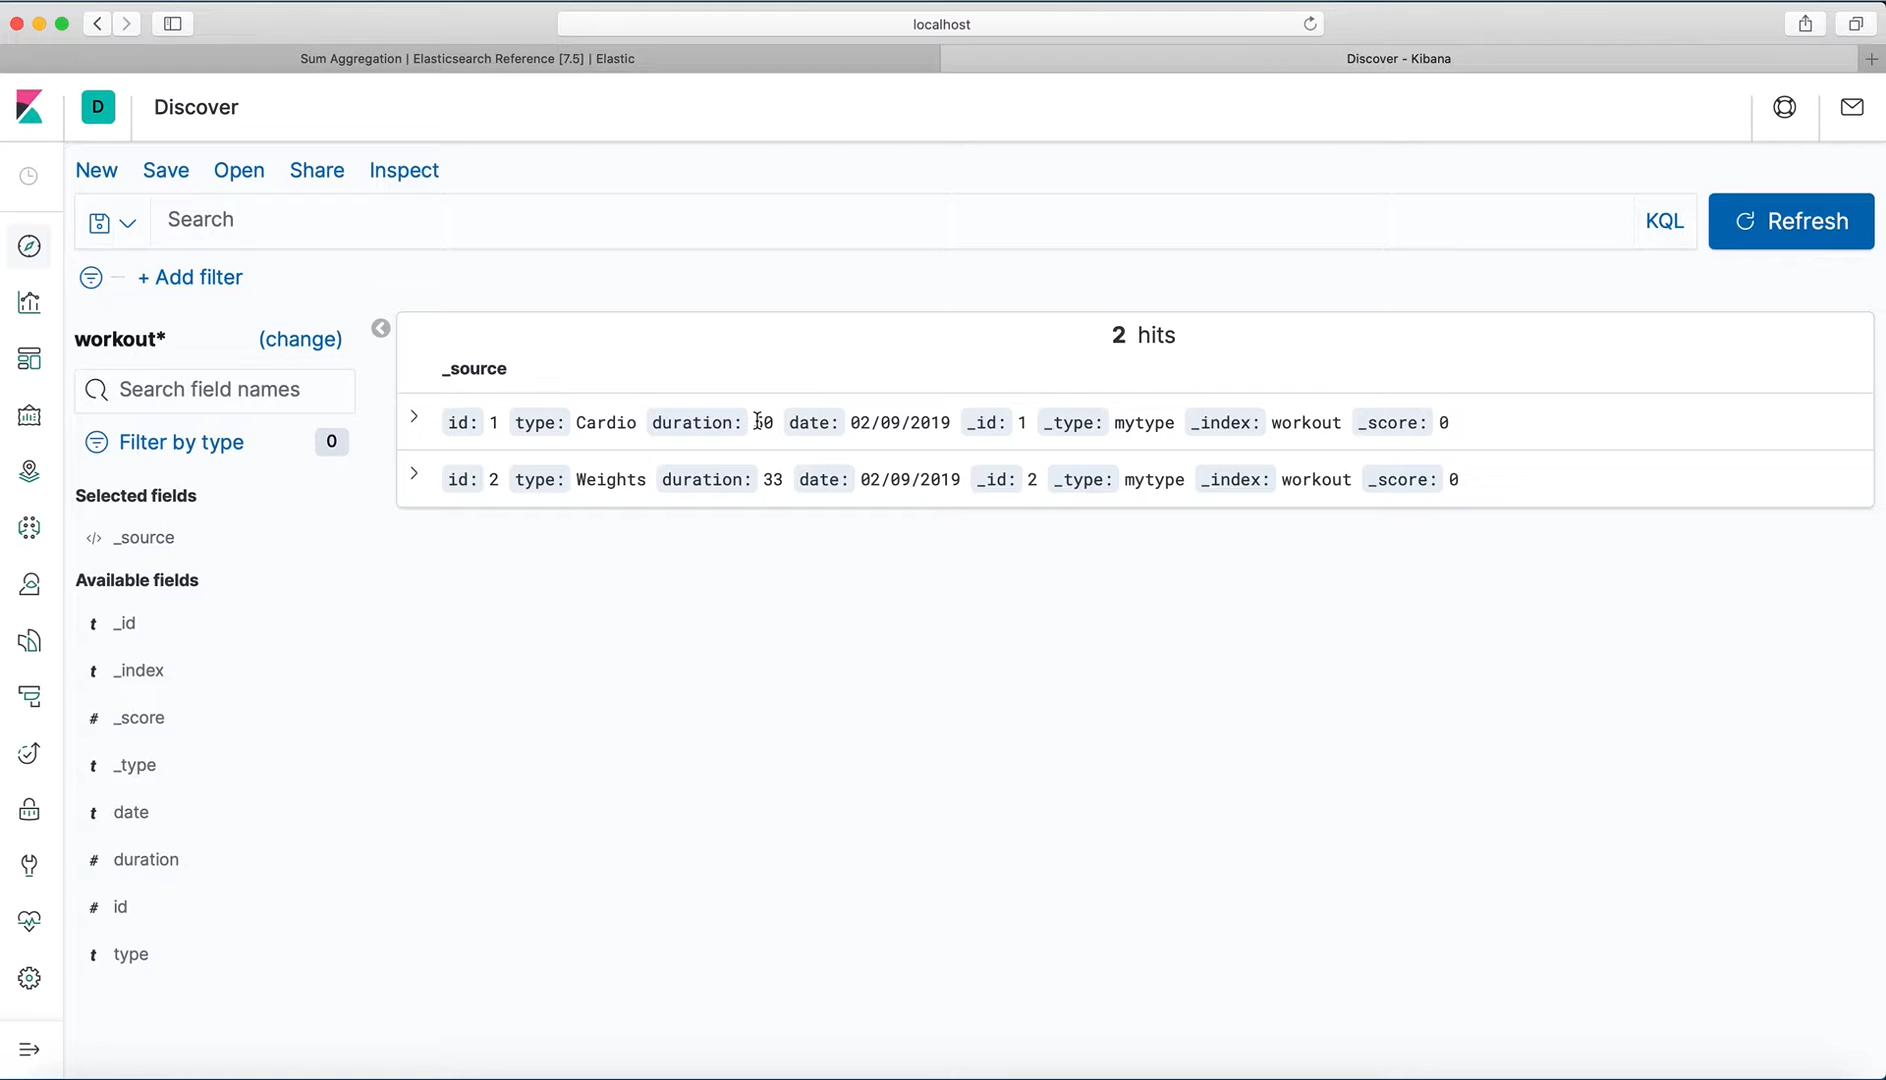 localhost
Sum Aggregation | Elasticsearch Reference [7.5] | Elastic
Discover - Kibana
D
Discover
New Save Open Share Inspect
Search
KQL
Refresh
+ Add filter
workout*
(change)
Search field names
Filter by type
0
Selected fields
_source
Available fields
_id
_index
_score
_type
date
duration
id
type
2 hits
_source
id: 1 type: Cardio duration: date: 02/09/2019 _id: 1 _type: mytype _index: workout _score: 0
id: 2 type: Weights duration: 33 date: 02/09/2019 _id: 2 _type: mytype _index: workout _score: 0